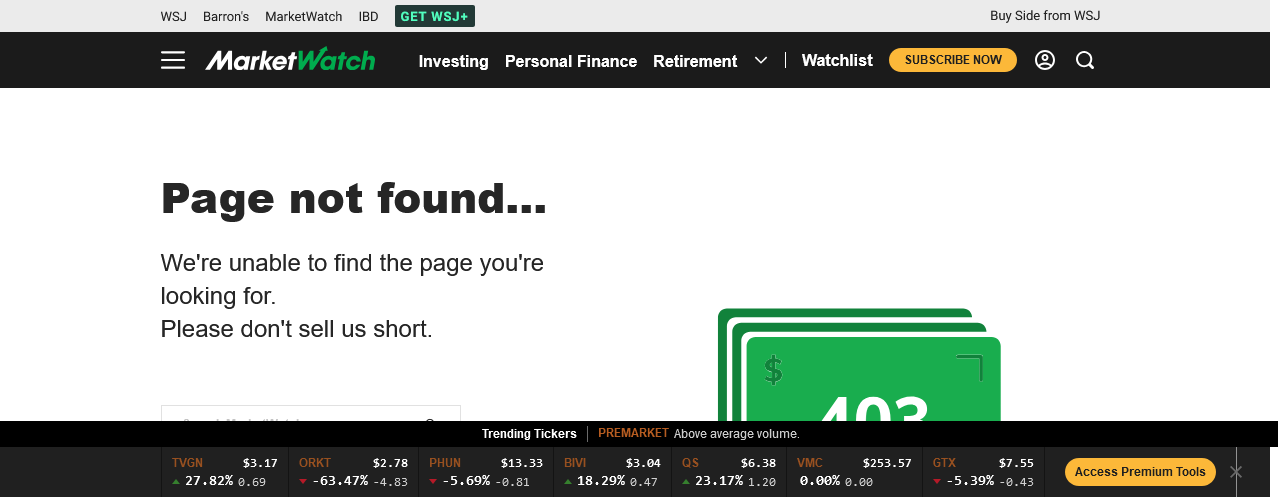 WSJ Barron's MarketWatch IBD GET WSJ+ Buy Side from WSJ
MarketWatch Investing Personal Finance Retirement Watchlist SUBSCRIBE NOW
Page not found...
We're unable to find the page you're
looking for.
Please don't sell us short.
$
403
Trending Tickers PREMARKET Above average volume.
TVGN $3.17 ORKT $2.78 PHUN $13.33 BIVI $3.04 QS $6.38 VMC $253.57 GTX $7.55
27.82% 0.69 -63.47% -4.83 -5.69% -0.81 18.29% 0.47 23.17% 1.20 0.00% 0.00 -5.39% -0.43
Access Premium Tools